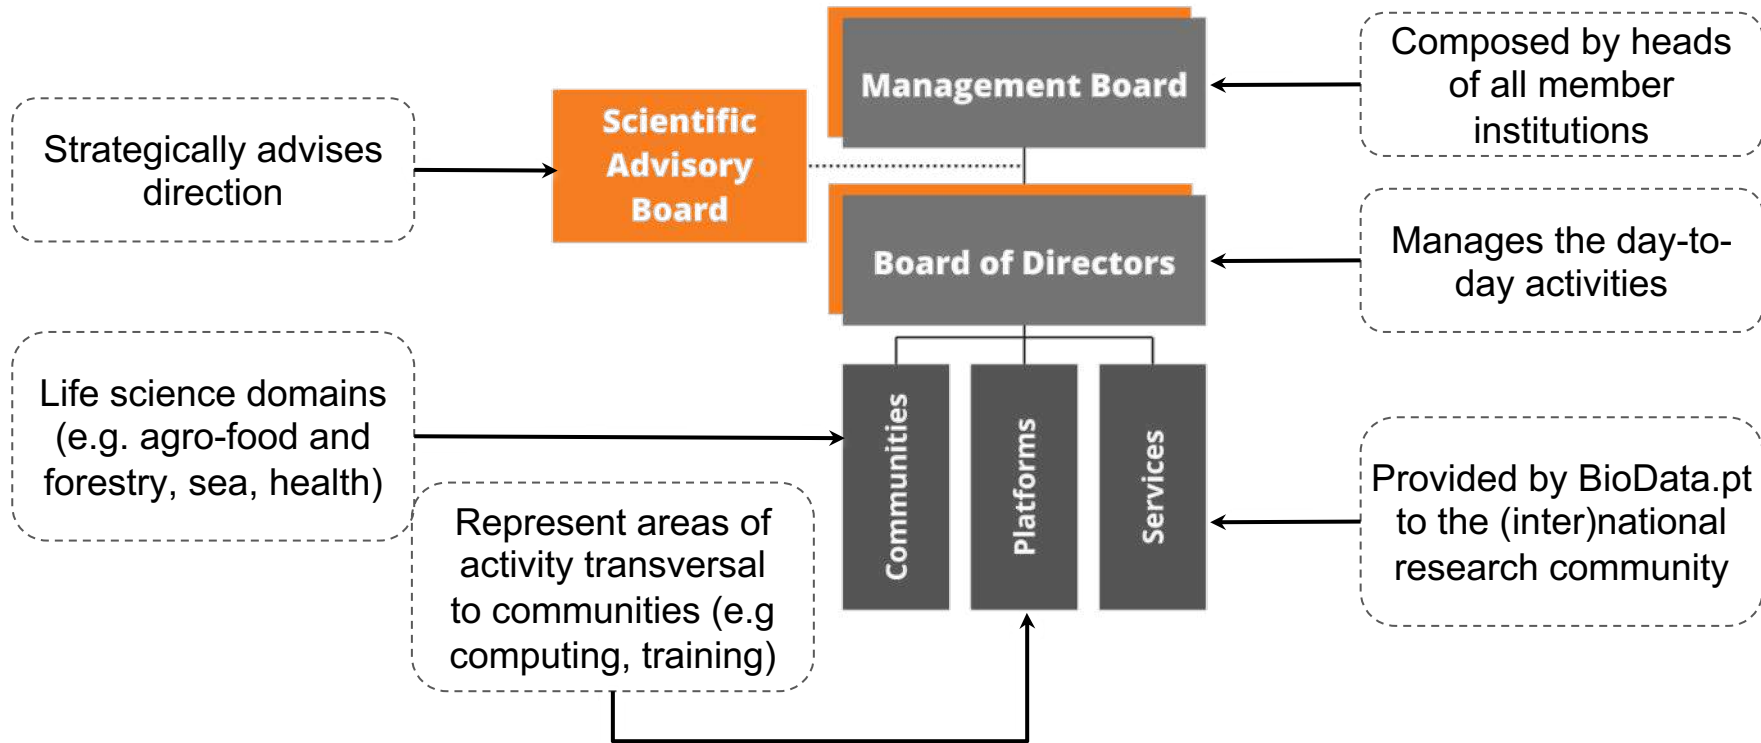 Management Board
Composed by heads
of all member
institutions
Strategically advises
direction
Scientific
Advisory
Board
Board of Directors
Manages the day-to-
day activities
Life science domains
(e.g. agro-food and
forestry, sea, health)
Represent areas of
activity transversal
to communities (e.g
computing, training)
Communities
Platforms
Services
Provided by BioData.pt
to the (inter)national
research community